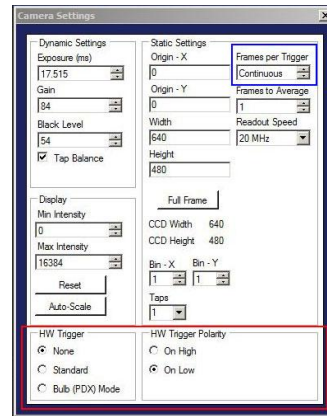 Camera Settings
Dynamic Settings
Exposure (ms)
17.515
Gain
84
Black Level
54
Tap Balance
Display
Min Intensity
0
Max Intensity
16384
Reset
Auto-Scale
Static Settings
Origin - X
0
Origin - Y
0
Width
640
Height
480
Frames per Trigger
Continuous
Frames to Average
1
Readout Speed
20 MHz
Full Frame
CCD Width 640
CCD Height 480
Bin - X Bin - Y
1 1
Taps
1
HW Trigger
None
Standard
Bulb (PDX) Mode
HW Trigger Polarity
On High
On Low